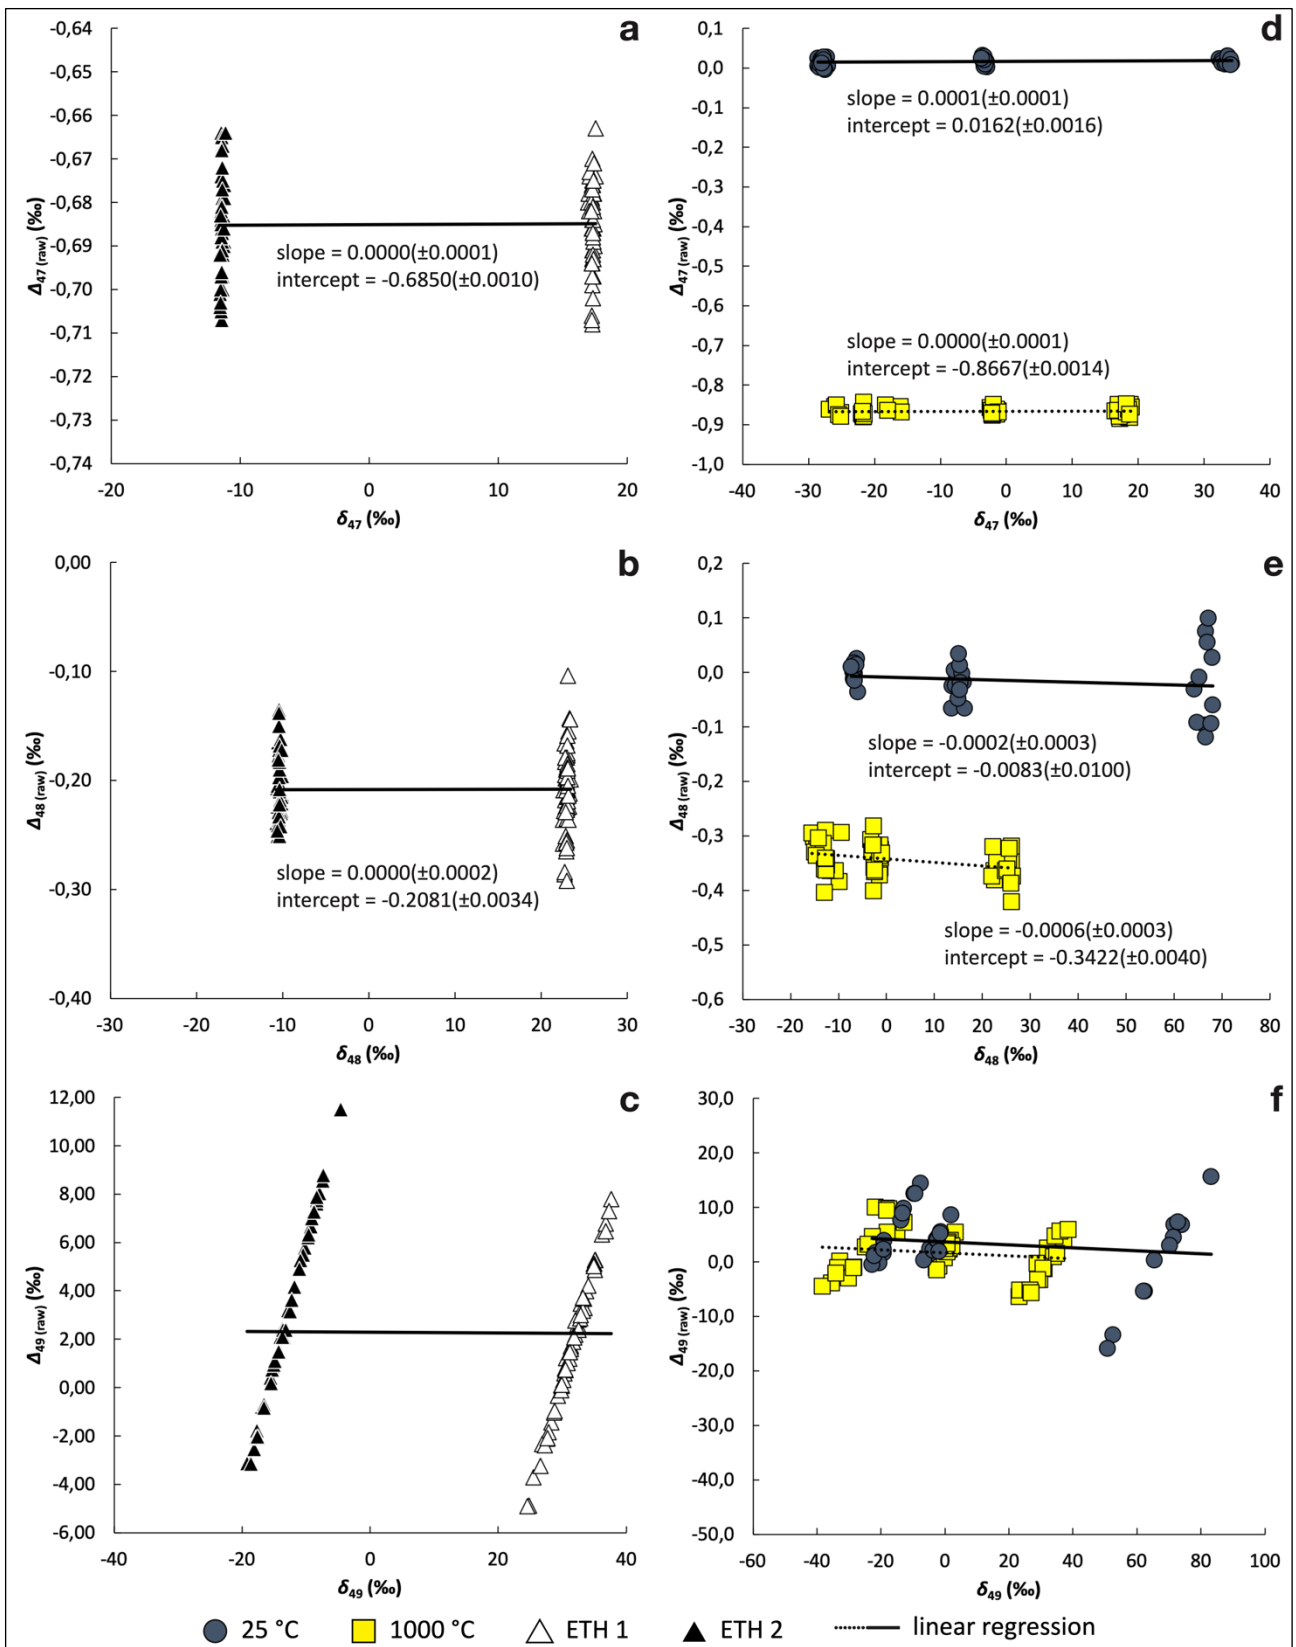 a
-0,64
-0,65
-0,66
-0,67
-0,68
-0,69
-0,70
-0,71
-0,72
-0,73
-0,74
Δ47 (raw) (‰)
slope = 0.0000(±0.0001)
intercept = -0.6850(±0.0010)
-20 -10 0 10 20
δ47 (‰)
d
0,1
0,0
-0,1
-0,2
-0,3
-0,4
-0,5
-0,6
-0,7
-0,8
-0,9
-1,0
Δ47 (raw) (‰)
slope = 0.0001(±0.0001)
intercept = 0.0162(±0.0016)
slope = 0.0000(±0.0001)
intercept = -0.8667(±0.0014)
-40 -30 -20 -10 0 10 20 30 40
δ47 (‰)
b
0,00
-0,10
-0,20
-0,30
-0,40
Δ48 (raw) (‰)
slope = 0.0000(±0.0002)
intercept = -0.2081(±0.0034)
-30 -20 -10 0 10 20 30
δ48 (‰)
e
0,2
0,1
0,0
-0,1
-0,2
-0,3
-0,4
-0,5
-0,6
Δ48 (raw) (‰)
slope = -0.0002(±0.0003)
intercept = -0.0083(±0.0100)
slope = -0.0006(±0.0003)
intercept = -0.3422(±0.0040)
-30 -20 -10 0 10 20 30 40 50 60 70 80
δ48 (‰)
c
12,00
10,00
8,00
6,00
4,00
2,00
0,00
-2,00
-4,00
-6,00
Δ49 (raw) (‰)
-40 -20 0 20 40
δ49 (‰)
f
30,0
20,0
10,0
0,0
-10,0
-20,0
-30,0
-40,0
-50,0
Δ49 (raw) (‰)
-60 -40 -20 0 20 40 60 80 100
δ49 (‰)
25 °C 1000 °C ETH 1 ETH 2 linear regression